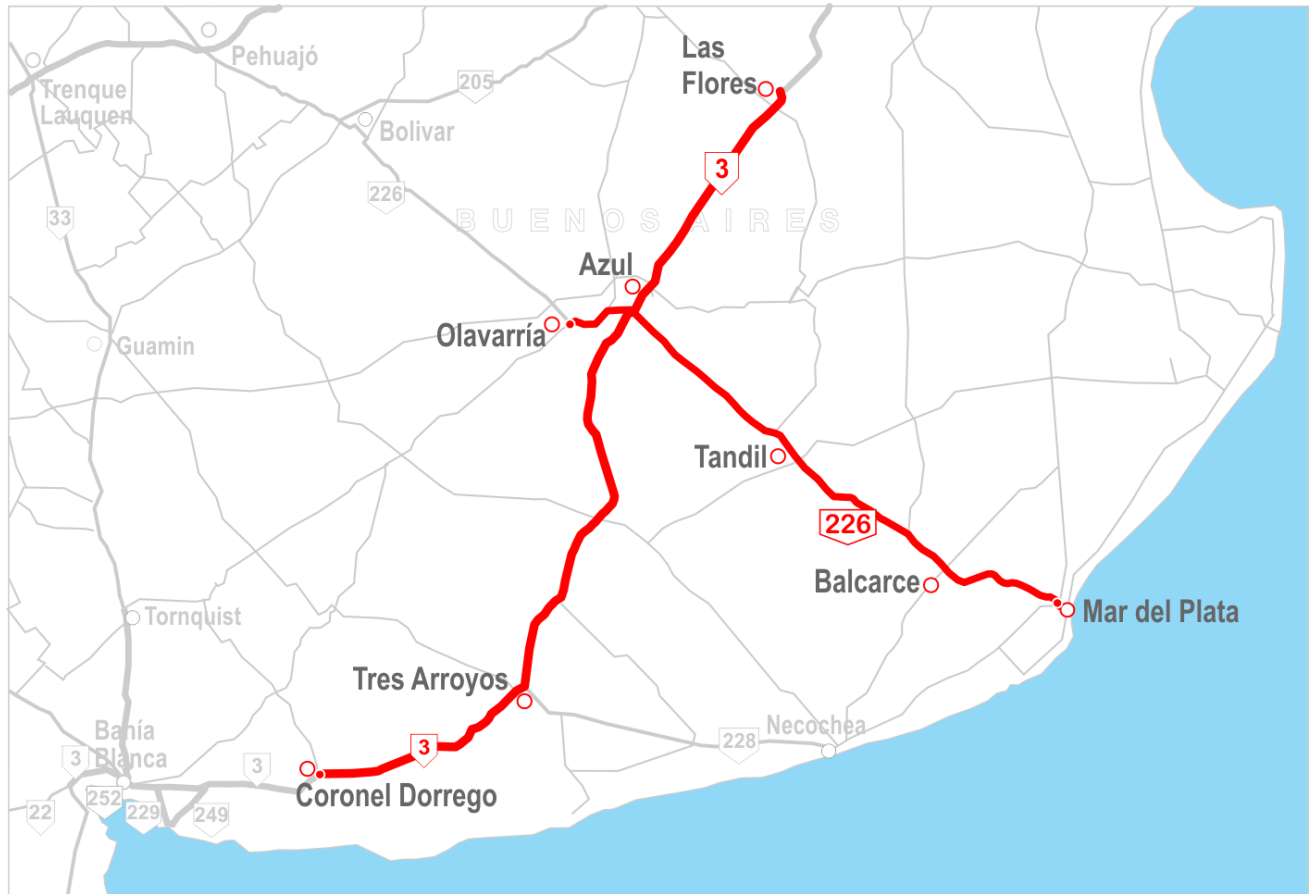 Las
Flores
Pehuajó
205
Trenque
Lauquen
Bolivar
3
226
33
BUENOS AIRES
Azul
Olavarría
Guamin
Tandil
226
Balcarce
Mar del Plata
Tornquist
Tres Arroyos
Necochea
Bahía
Blanca
3
3
3
228
Coronel Dorrego
252
229
249
22